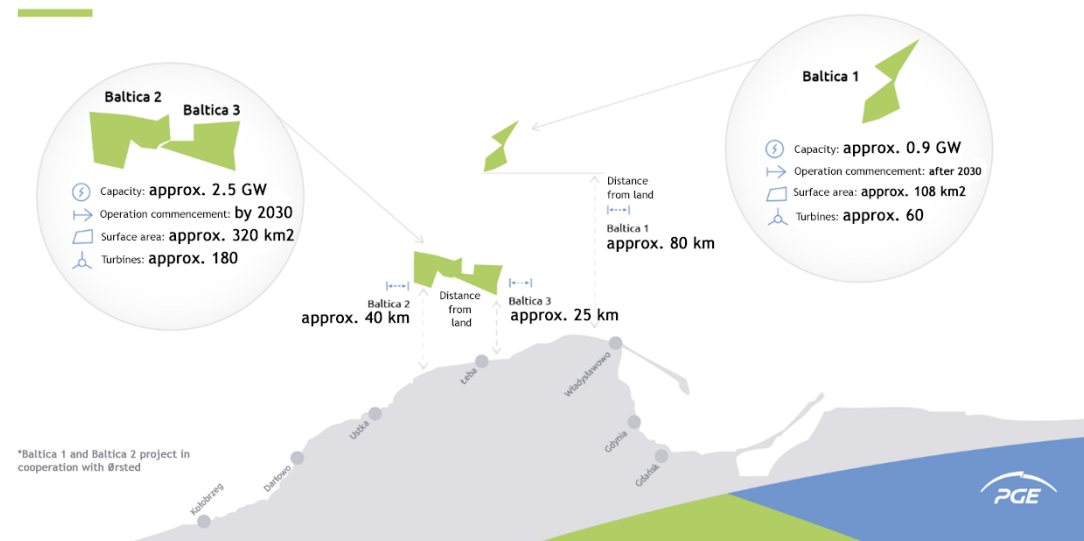 Baltica 2
Baltica 3
Capacity: approx. 2.5 GW
Operation commencement: by 2030
Surface area: approx. 320 km2
Turbines: approx. 180
Baltica 1
Capacity: approx. 0.9 GW
Operation commencement: after 2030
Surface area: approx. 108 km2
Turbines: approx. 60
Distance
from land
Baltica 1
approx. 80 km
Baltica 2
approx. 40 km
Distance
from
land
Baltica 3
approx. 25 km
Łeba
Władysławowo
Ustka
Gdynia
Darłowo
Gdańsk
Kołobrzeg
*Baltica 1 and Baltica 2 project in
cooperation with Ørsted
PGE